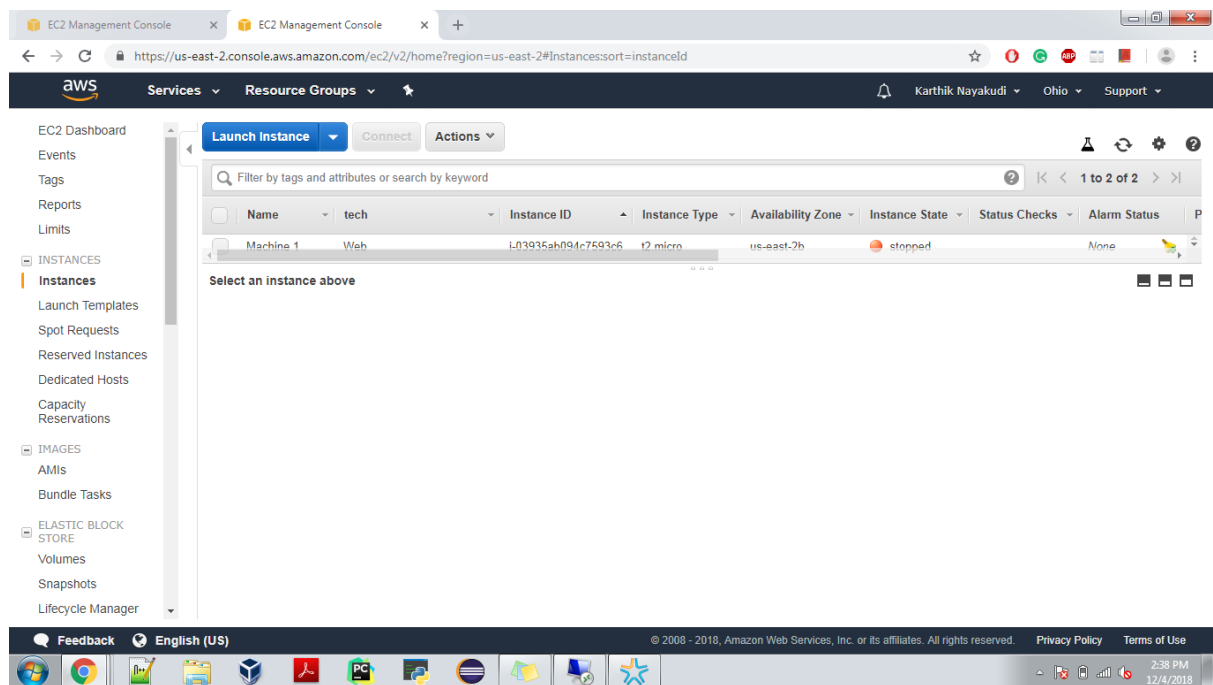 EC2 Management Console
EC2 Management Console
https://us-east-2.console.aws.amazon.com/ec2/v2/home?region=us-east-2#Instances:sort=instanceId
ABP
aws Services Resource Groups Karthik Nayakudi Ohio Support
EC2 Dashboard
Events
Tags
Reports
Limits
INSTANCES
Instances
Launch Templates
Spot Requests
Reserved Instances
Dedicated Hosts
Capacity
Reservations
IMAGES
AMIs
Bundle Tasks
ELASTIC BLOCK
STORE
Volumes
Snapshots
Lifecycle Manager
Launch Instance Connect Actions
Filter by tags and attributes or search by keyword 1 to 2 of 2
Name tech Instance ID Instance Type Availability Zone Instance State Status Checks Alarm Status P
Machine 1 Web i-03935ab094c7593c6 t2.micro us-east-2b stopped None
Select an instance above
Feedback English (US) © 2008 - 2018, Amazon Web Services, Inc. or its affiliates. All rights reserved. Privacy Policy Terms of Use
PC
2:38 PM
12/4/2018